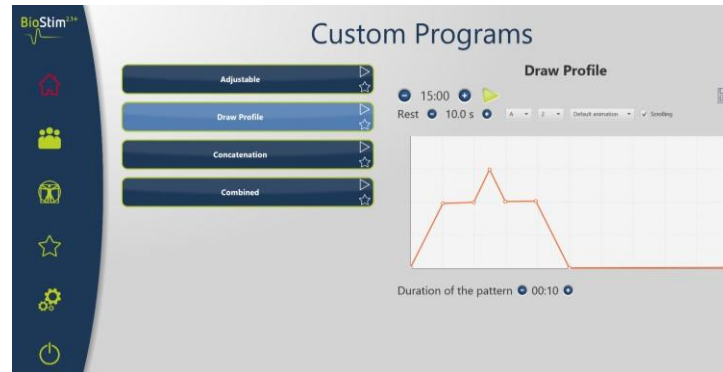 BioStim²³⁺
Custom Programs
Adjustable
Draw Profile
Concatenation
Combined
Draw Profile
15:00
Rest 10.0 s A 2 Default animation Scrolling
Duration of the pattern 00:10